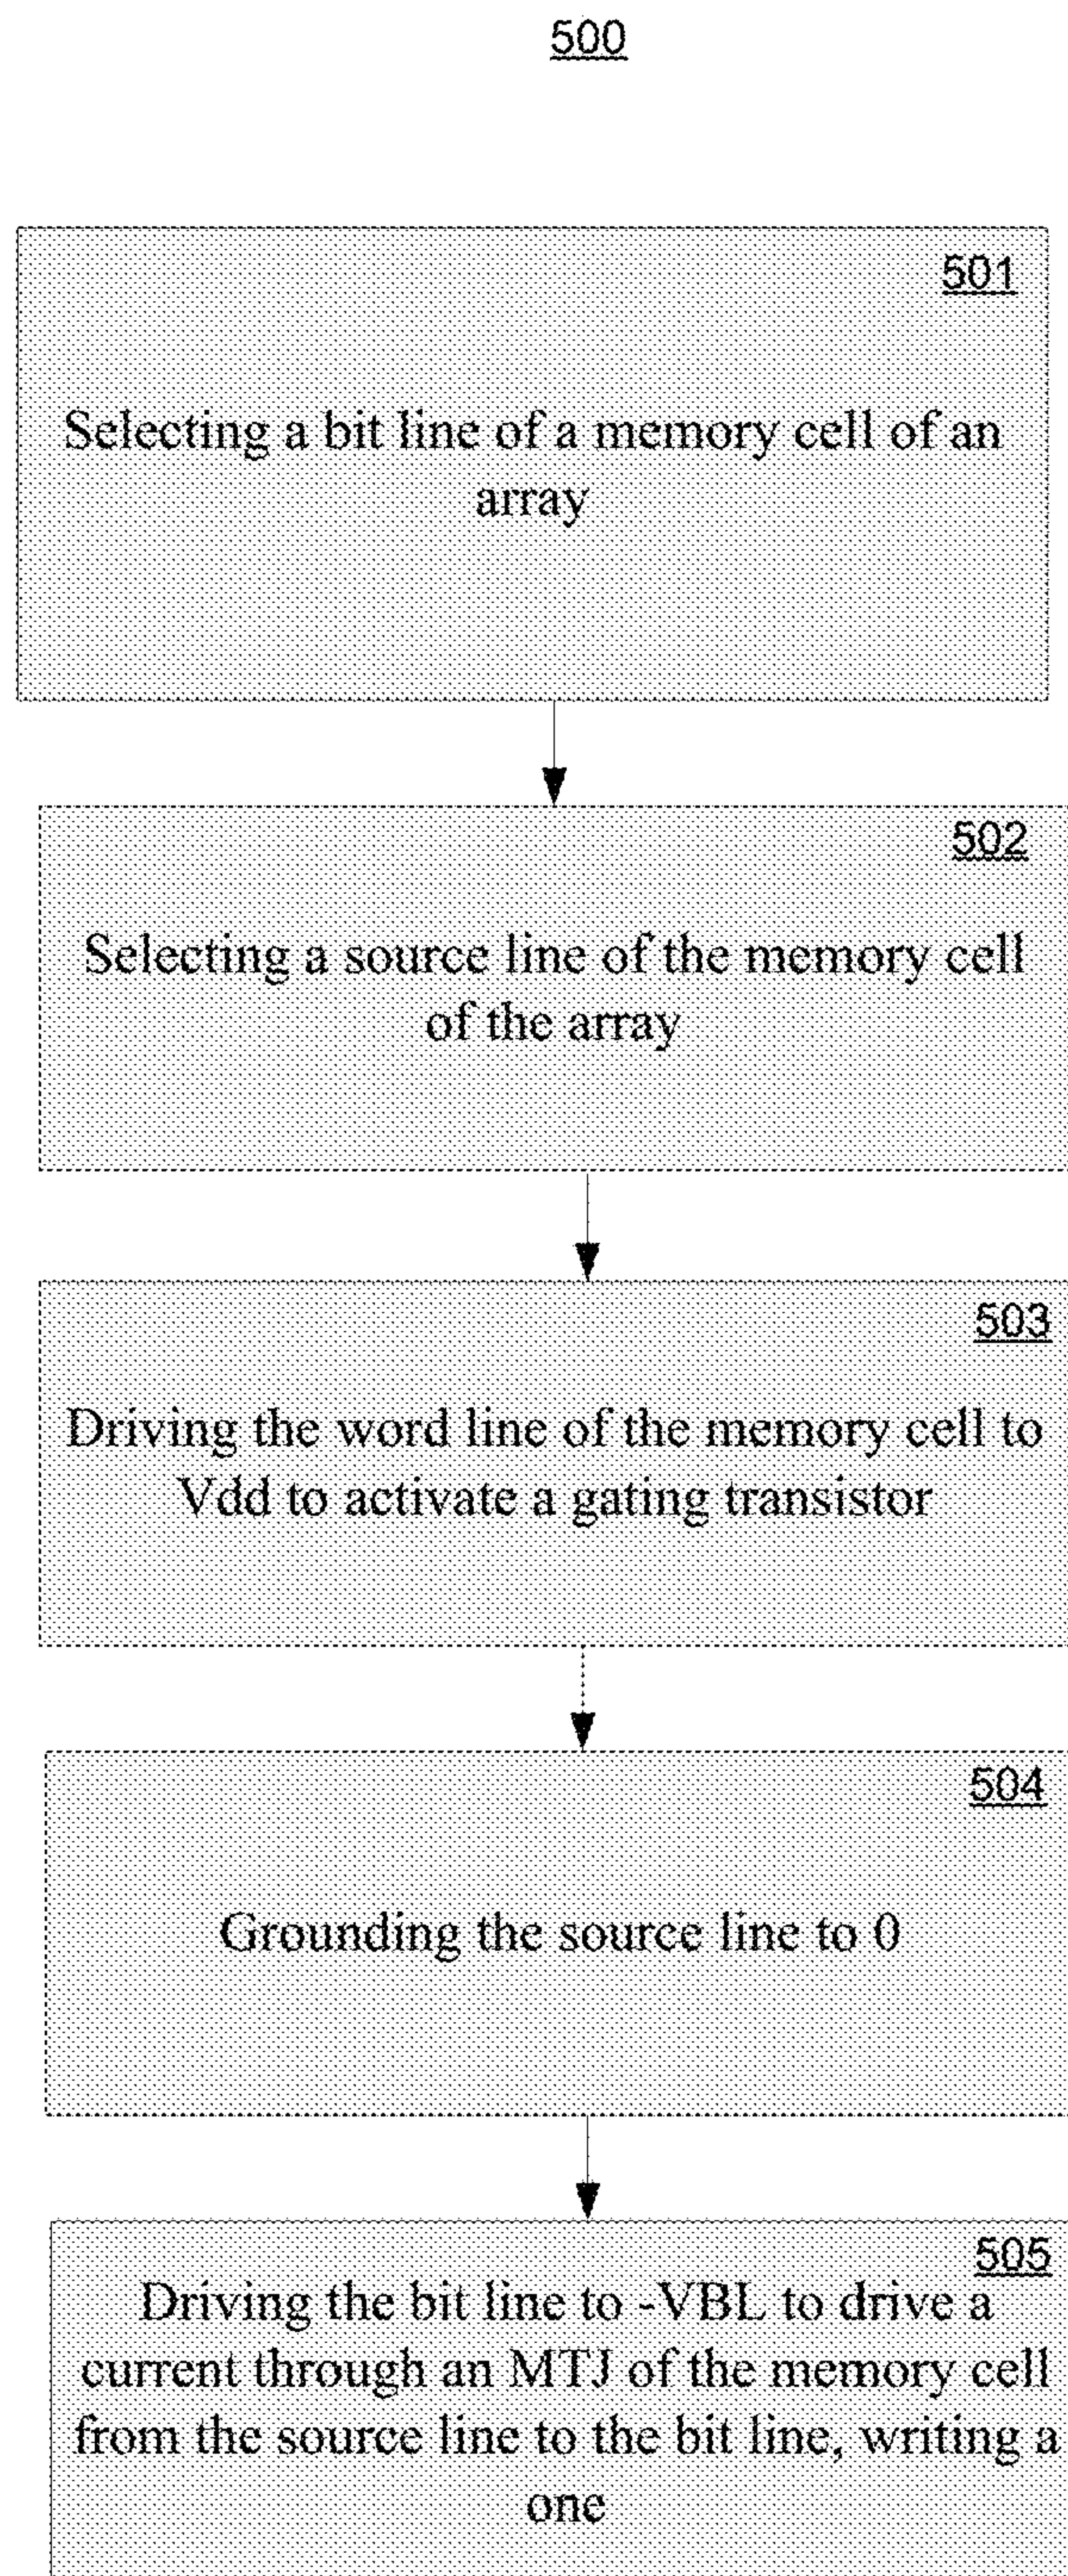 500
501
Selecting a bit line of a memory cell of an
array
502
Selecting a source line of the memory cell
of the array
503
Driving the word line of the memory cell to
Vdd to activate a gating transistor
504
Grounding the source line to 0
505
Driving the bit line to -VBL to drive a
current through an MTJ of the memory cell
from the source line to the bit line, writing a
one